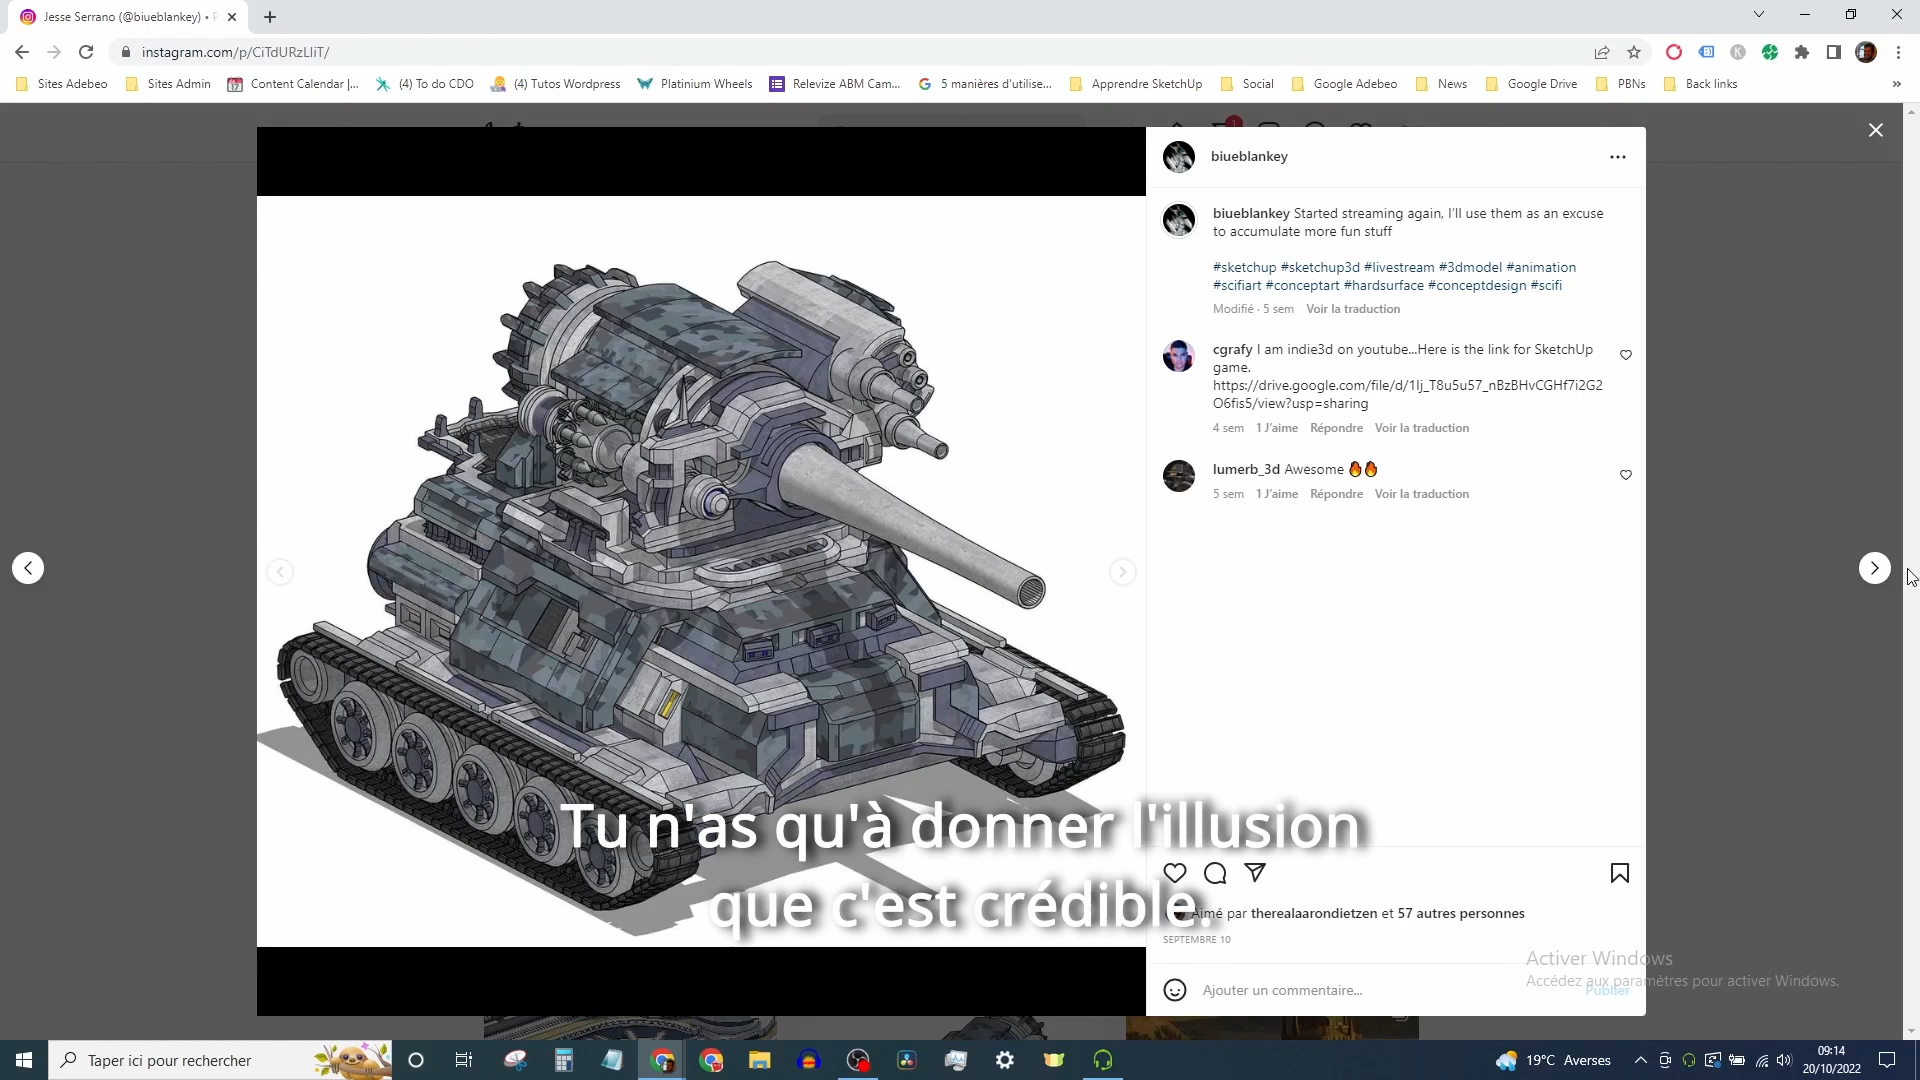 Jesse Serrano (@biueblankey) •
instagram.com/p/CiTdURzLIiT/
Sites Adebeo
Sites Admin
Content Calendar |...
(4) To do CDO
(4) Tutos Wordpress
Platinium Wheels
Relevize ABM Cam...
5 manières d'utilise...
Apprendre SketchUp
Social
Google Adebeo
News
Google Drive
PBNs
Back links
»
1
biueblankey
biueblankey Started streaming again, I'll use them as an excuse
to accumulate more fun stuff
#sketchup #sketchup3d #livestream #3dmodel #animation
#scifiart #conceptart #hardsurface #conceptdesign #scifi
Modifié · 5 sem Voir la traduction
cgrafy I am indie3d on youtube...Here is the link for SketchUp
game.
https://drive.google.com/file/d/1Ij_T8u5u57_nBzBHvCGHf7i2G2
O6fis5/view?usp=sharing
4 sem 1 J'aime Répondre Voir la traduction
lumerb_3d Awesome 🔥🔥
5 sem 1 J'aime Répondre Voir la traduction
Tu n'as qu'à donner l'illusion
que c'est crédible.
Aimé par therealaarondietzen et 57 autres personnes
SEPTEMBRE 10
Activer Windows
Accédez aux paramètres pour activer Windows.
Ajouter un commentaire...
Publier
Taper ici pour rechercher
19°C Averses
09:14
20/10/2022